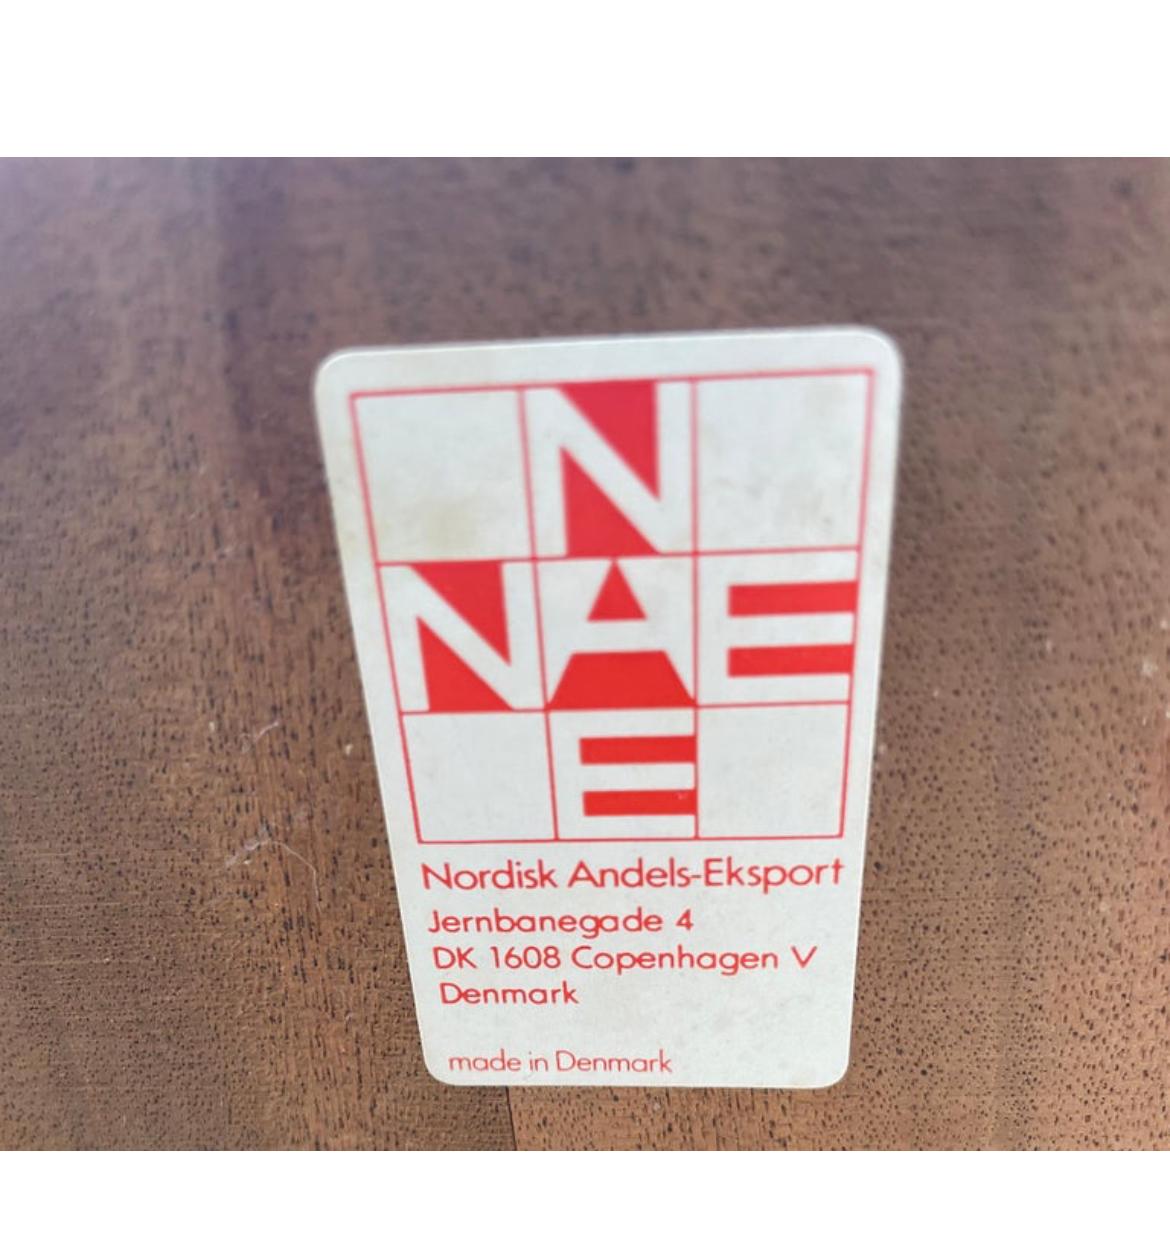 N
NAE
E
Nordisk Andels-Eksport
Jernbanegade 4
DK 1608 Copenhagen V
Denmark
made in Denmark